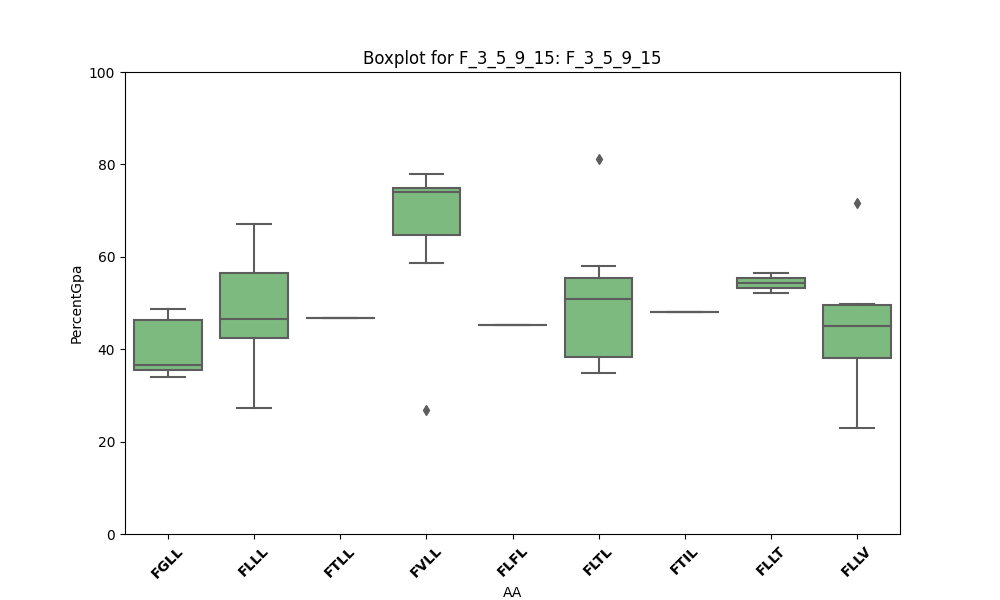 Boxplot for F_3_5_9_15: F_3_5_9_15
100
80
60
40
20
0
PercentGpa
FGLL
FLLL
FTLL
FVLL
FLFL
FLTL
FTIL
FLLT
FLLV
AA